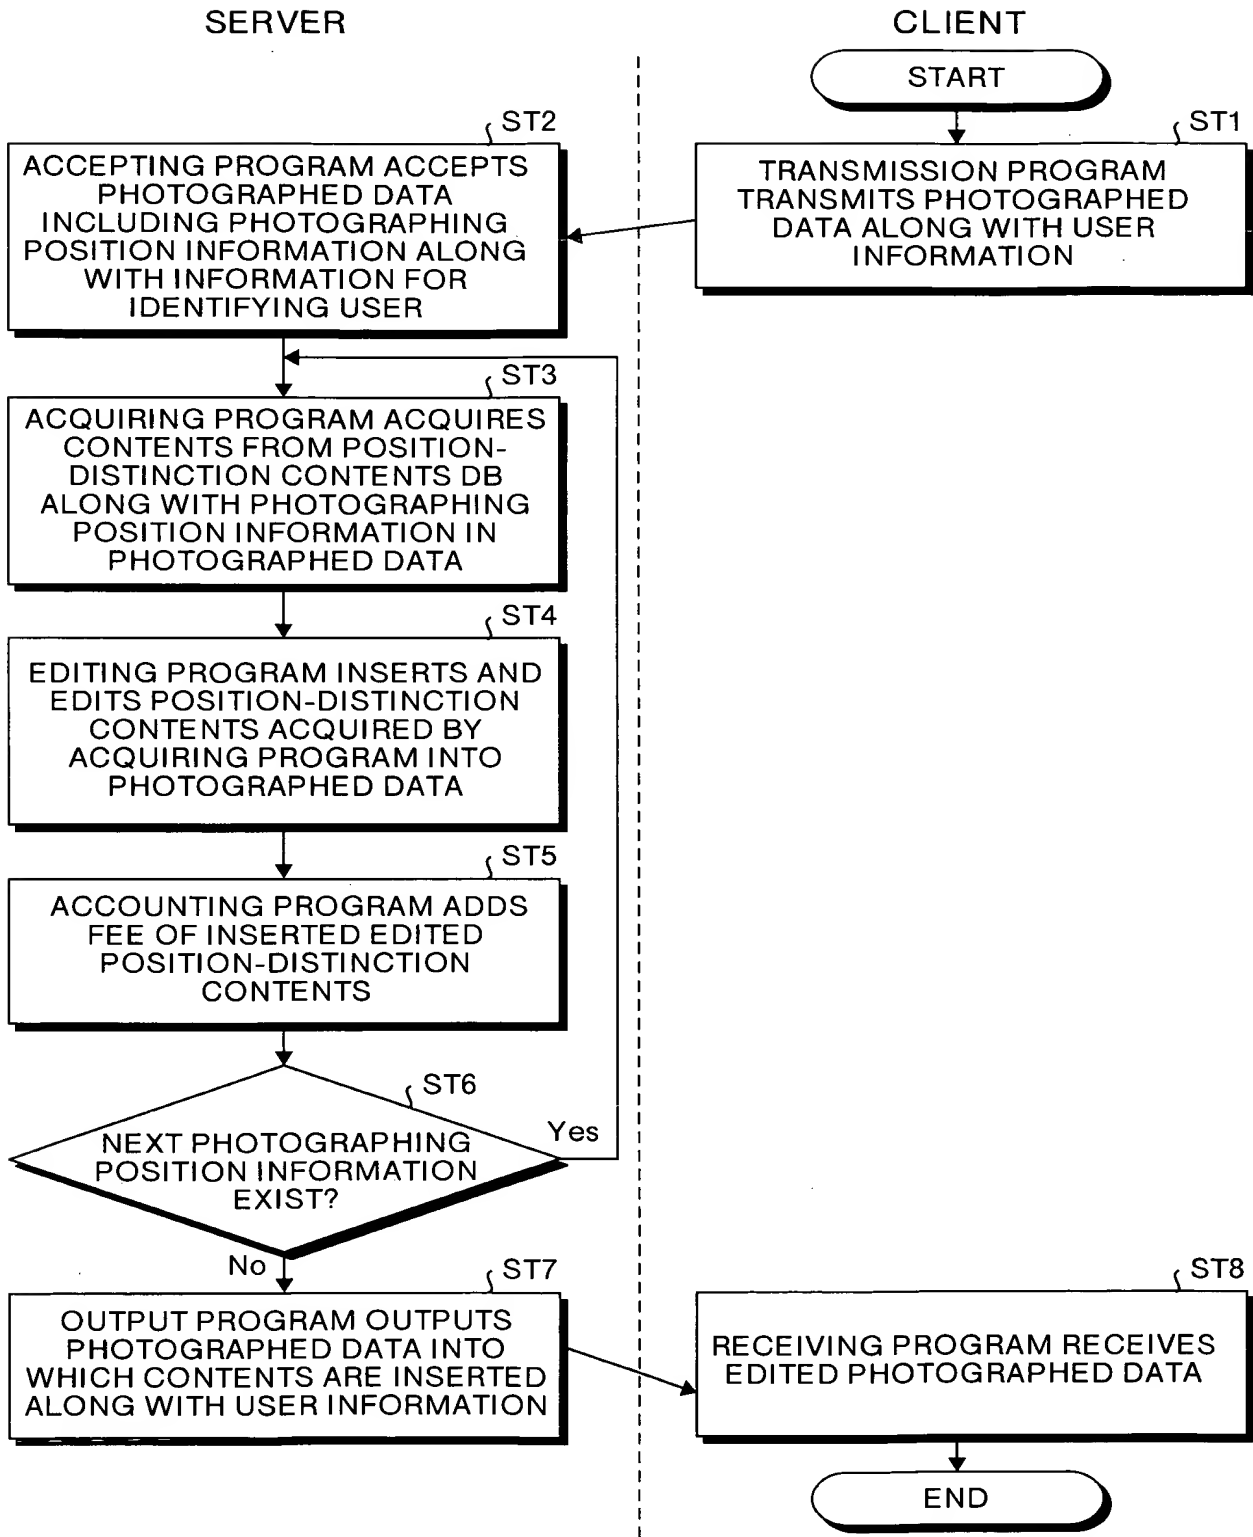 SERVER
CLIENT
START
ST1
TRANSMISSION PROGRAM
TRANSMITS PHOTOGRAPHED
DATA ALONG WITH USER
INFORMATION
ST2
ACCEPTING PROGRAM ACCEPTS
PHOTOGRAPHED DATA
INCLUDING PHOTOGRAPHING
POSITION INFORMATION ALONG
WITH INFORMATION FOR
IDENTIFYING USER
ST3
ACQUIRING PROGRAM ACQUIRES
CONTENTS FROM POSITION-
DISTINCTION CONTENTS DB
ALONG WITH PHOTOGRAPHING
POSITION INFORMATION IN
PHOTOGRAPHED DATA
ST4
EDITING PROGRAM INSERTS AND
EDITS POSITION-DISTINCTION
CONTENTS ACQUIRED BY
ACQUIRING PROGRAM INTO
PHOTOGRAPHED DATA
ST5
ACCOUNTING PROGRAM ADDS
FEE OF INSERTED EDITED
POSITION-DISTINCTION
CONTENTS
ST6
NEXT PHOTOGRAPHING
POSITION INFORMATION
EXIST?
Yes
No
ST7
OUTPUT PROGRAM OUTPUTS
PHOTOGRAPHED DATA INTO
WHICH CONTENTS ARE INSERTED
ALONG WITH USER INFORMATION
ST8
RECEIVING PROGRAM RECEIVES
EDITED PHOTOGRAPHED DATA
END